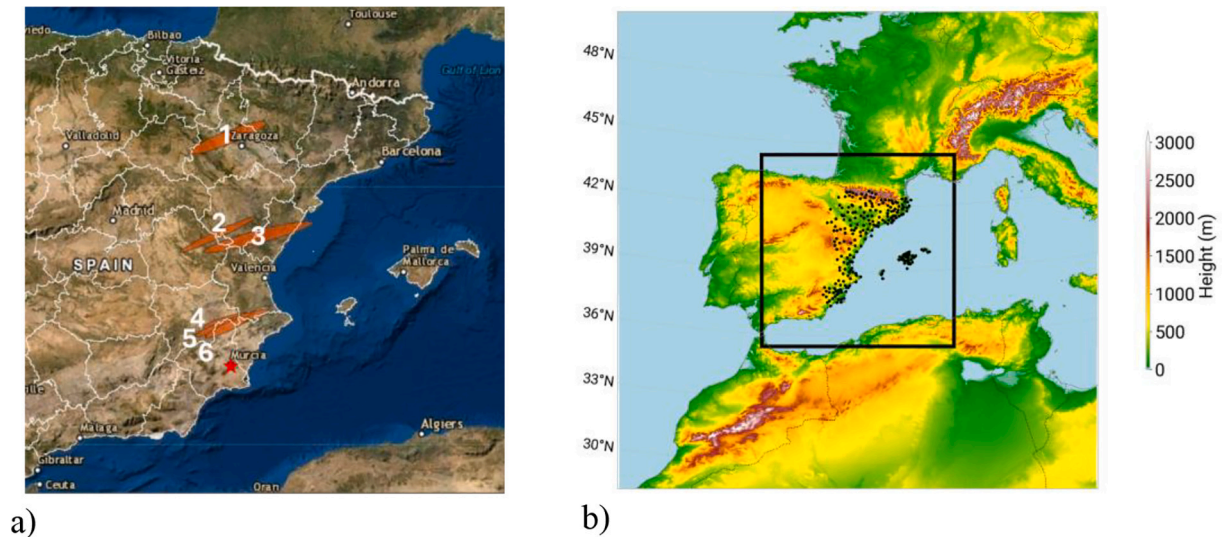 Toulouse
Bilbao
Vitoria-
Gasteiz
Gulf of Lion
Andorra
1 Zaragoza
Valladolid
Barcelona
Madrid
2
3
SPAIN
Palma de
Mallorca
Valencia
4
5
6
Murcia
Malaga
Algiers
Gibraltar
Ceuta
Oran
a)
48°N
45°N
42°N
39°N
36°N
33°N
30°N
3000
2500
2000
1500
1000
500
0
Height (m)
b)